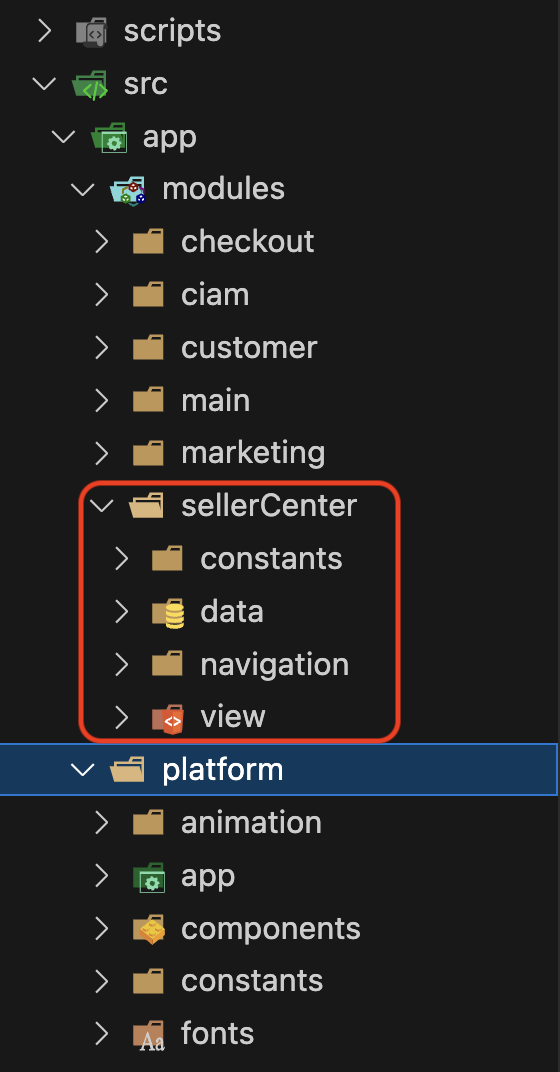 scripts
src
app
modules
checkout
ciam
customer
main
marketing
sellerCenter
constants
data
navigation
view
platform
animation
app
components
constants
fonts